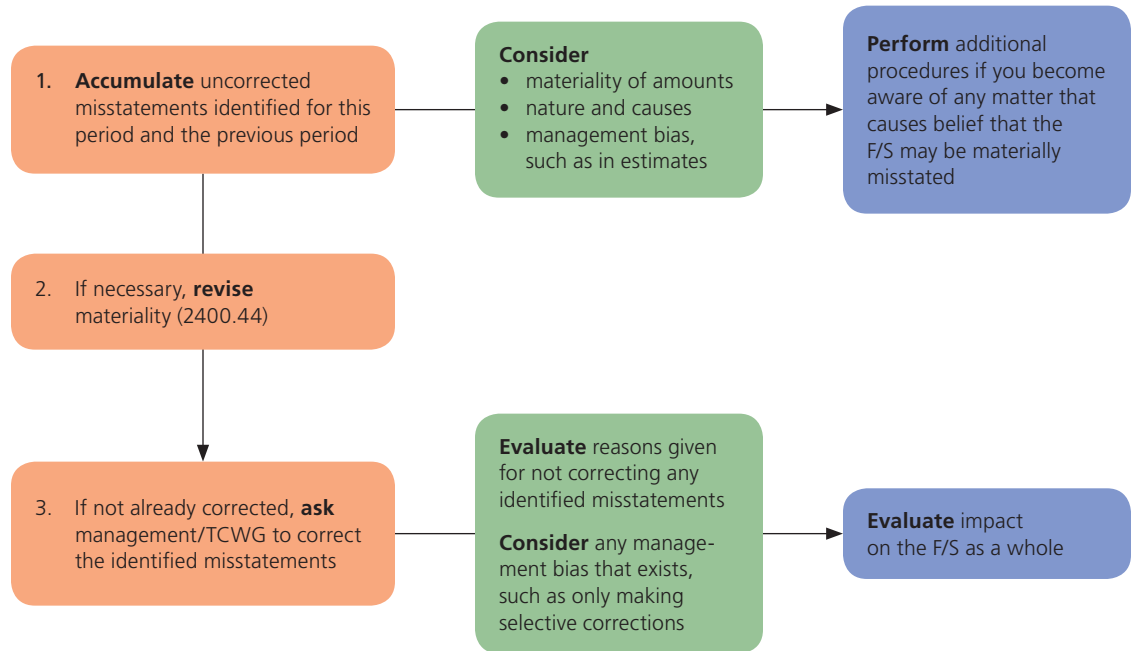 1. Accumulate uncorrected
misstatements identified for this
period and the previous period
Consider
• materiality of amounts
• nature and causes
• management bias,
such as in estimates
Perform additional
procedures if you become
aware of any matter that
causes belief that the
F/S may be materially
misstated
2. If necessary, revise
materiality (2400.44)
3. If not already corrected, ask
management/TCWG to correct
the identified misstatements
Evaluate reasons given
for not correcting any
identified misstatements
Consider any manage-
ment bias that exists,
such as only making
selective corrections
Evaluate impact
on the F/S as a whole